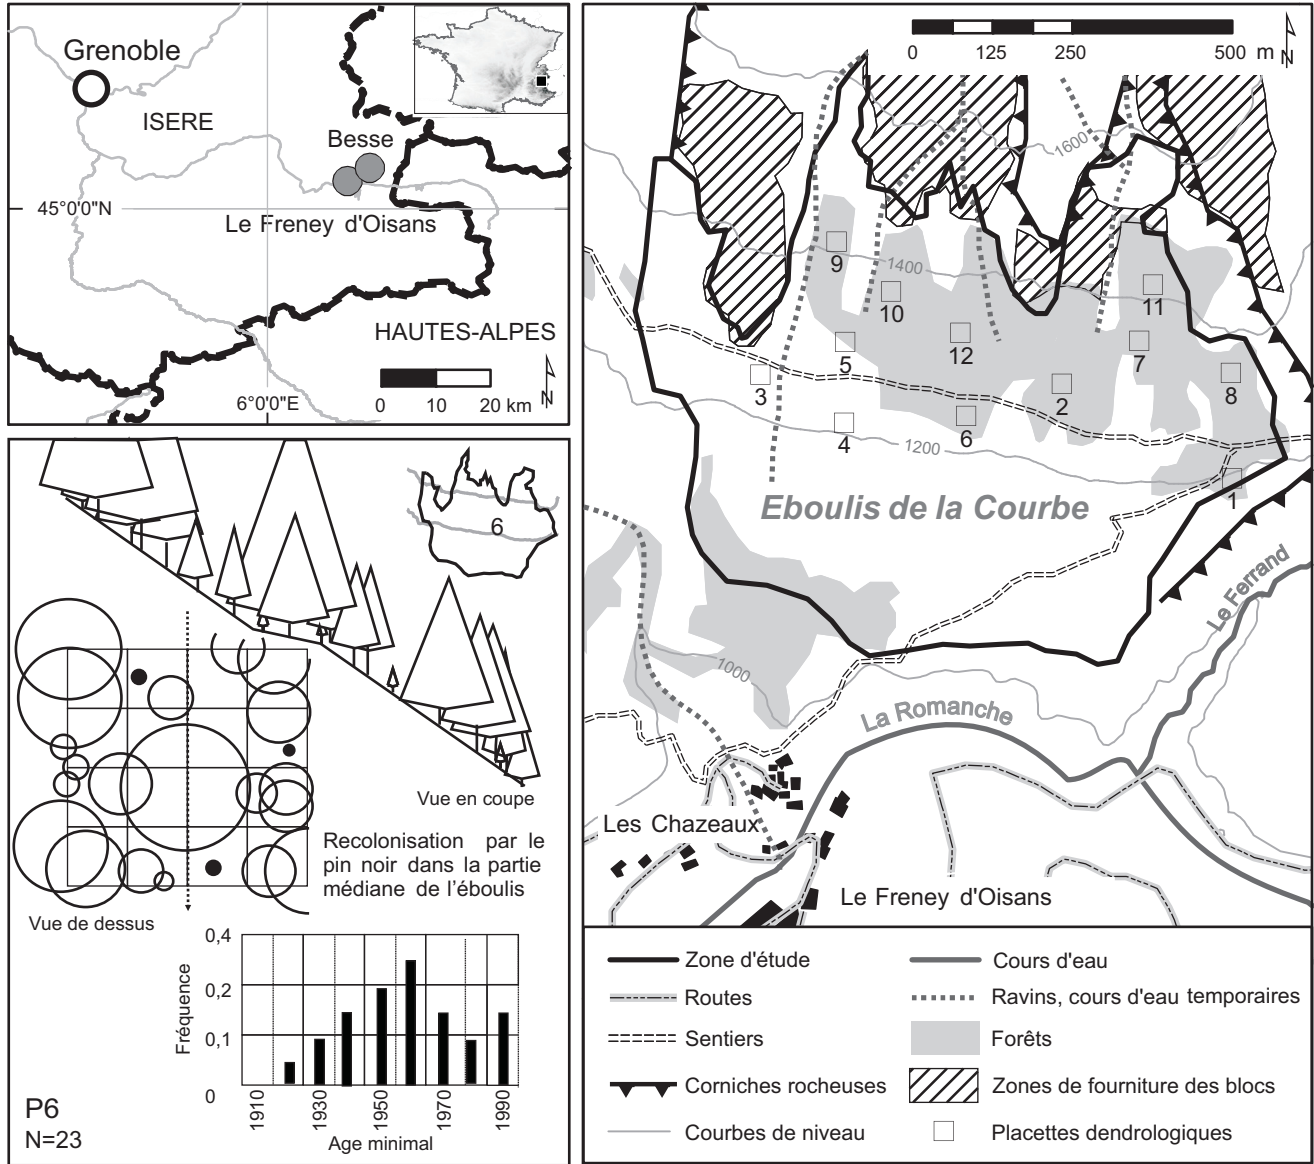 Grenoble
ISERE
Besse
45°0'0"N
Le Freney d'Oisans
HAUTES-ALPES
6°0'0"E
0 10 20 km
N
6
Vue en coupe
Vue de dessus
Recolonisation par le
pin noir dans la partie
médiane de l'éboulis
Fréquence
0,4
0,2
0,1
0
1910
1930
1950
1970
1990
Age minimal
P6
N=23
0 125 250 500 m
N
1600
1400
1200
1000
9
10
11
5
12
7
3
2
8
4
6
1
Eboulis de la Courbe
Le Ferrand
La Romanche
Les Chazeaux
Le Freney d'Oisans
Zone d'étude
Routes
Sentiers
Corniches rocheuses
Courbes de niveau
Cours d'eau
Ravins, cours d'eau temporaires
Forêts
Zones de fourniture des blocs
Placettes dendrologiques